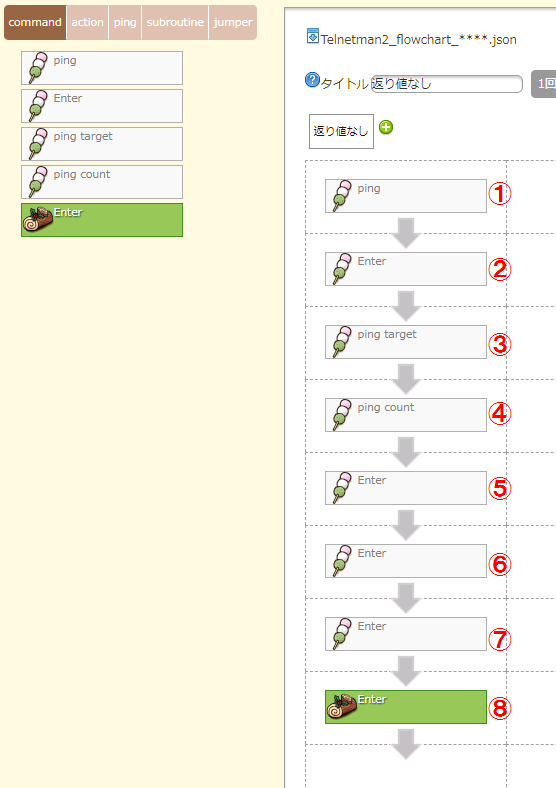 command action ping subroutine jumper
ping
Enter
ping target
ping count
Enter
Telnetman2_flowchart_****.json
タイトル 返り値なし 1回
返り値なし
ping ①
Enter ②
ping target ③
ping count ④
Enter ⑤
Enter ⑥
Enter ⑦
Enter ⑧